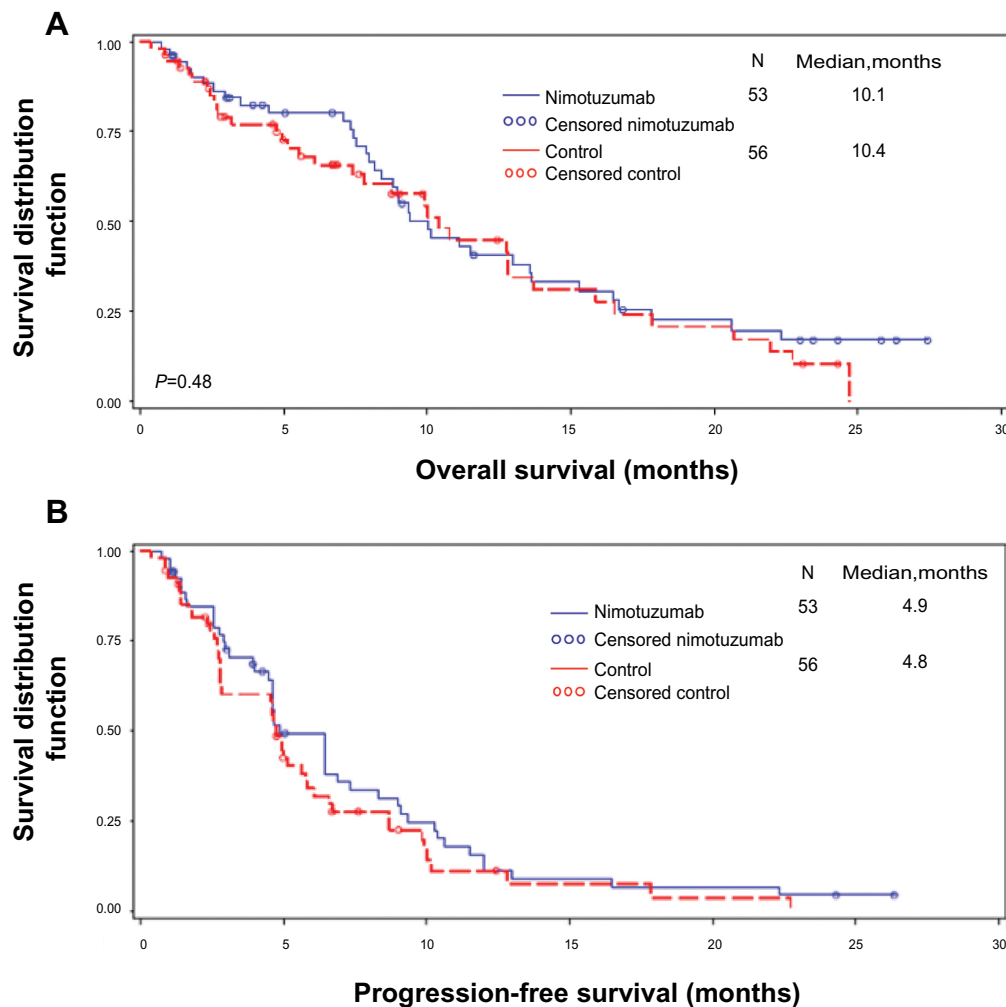 A
Survival distribution
function
1.00
0.75
0.50
0.25
0.00
N Median,months
Nimotuzumab 53 10.1
Censored nimotuzumab
Control 56 10.4
Censored control
P=0.48
0 5 10 15 20 25 30
Overall survival (months)
B
Survival distribution
function
1.00
0.75
0.50
0.25
0.00
N Median,months
Nimotuzumab 53 4.9
Censored nimotuzumab
Control 56 4.8
Censored control
0 5 10 15 20 25 30
Progression-free survival (months)